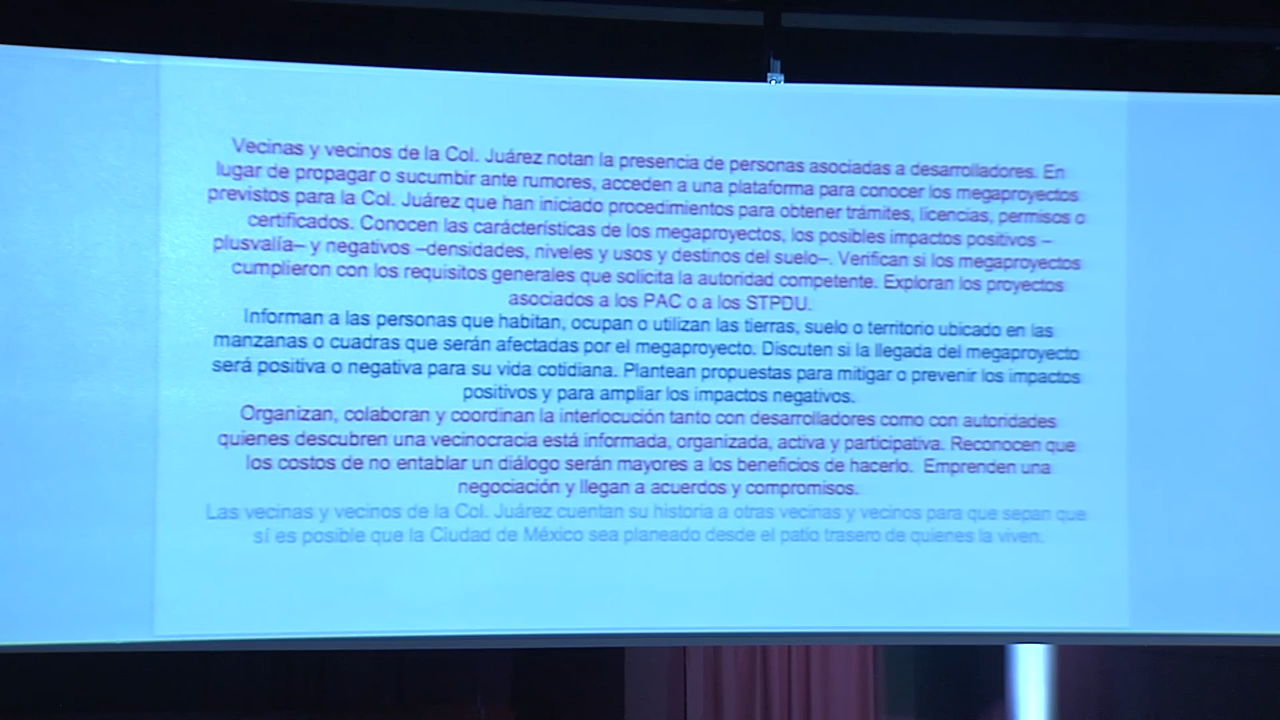 Vecinas y vecinos de la Col. Juárez notan la presencia de personas asociadas a desarrolladores. En
lugar de propagar o sucumbir ante rumores, acceden a una plataforma para conocer los megaproyectos
previstos para la Col. Juárez que han iniciado procedimientos para obtener trámites, licencias, permisos o
certificados. Conocen las carácterísticas de los megaproyectos, los posibles impactos positivos –
plusvalía– y negativos –densidades, niveles y usos y destinos del suelo–. Verifican si los megaproyectos
cumplieron con los requisitos generales que solicita la autoridad competente. Exploran los proyectos
asociados a los PAC o a los STPDU.
Informan a las personas que habitan, ocupan o utilizan las tierras, suelo o territorio ubicado en las
manzanas o cuadras que serán afectadas por el megaproyecto. Discuten si la llegada del megaproyecto
será positiva o negativa para su vida cotidiana. Plantean propuestas para mitigar o prevenir los impactos
positivos y para ampliar los impactos negativos.
Organizan, colaboran y coordinan la interlocución tanto con desarrolladores como con autoridades
quienes descubren una vecinocracia está informada, organizada, activa y participativa. Reconocen que
los costos de no entablar un diálogo serán mayores a los beneficios de hacerlo. Emprenden una
negociación y llegan a acuerdos y compromisos.
Las vecinas y vecinos de la Col. Juárez cuentan su historia a otras vecinas y vecinos para que sepan que
sí es posible que la Ciudad de México sea planeado desde el patio trasero de quienes la viven.